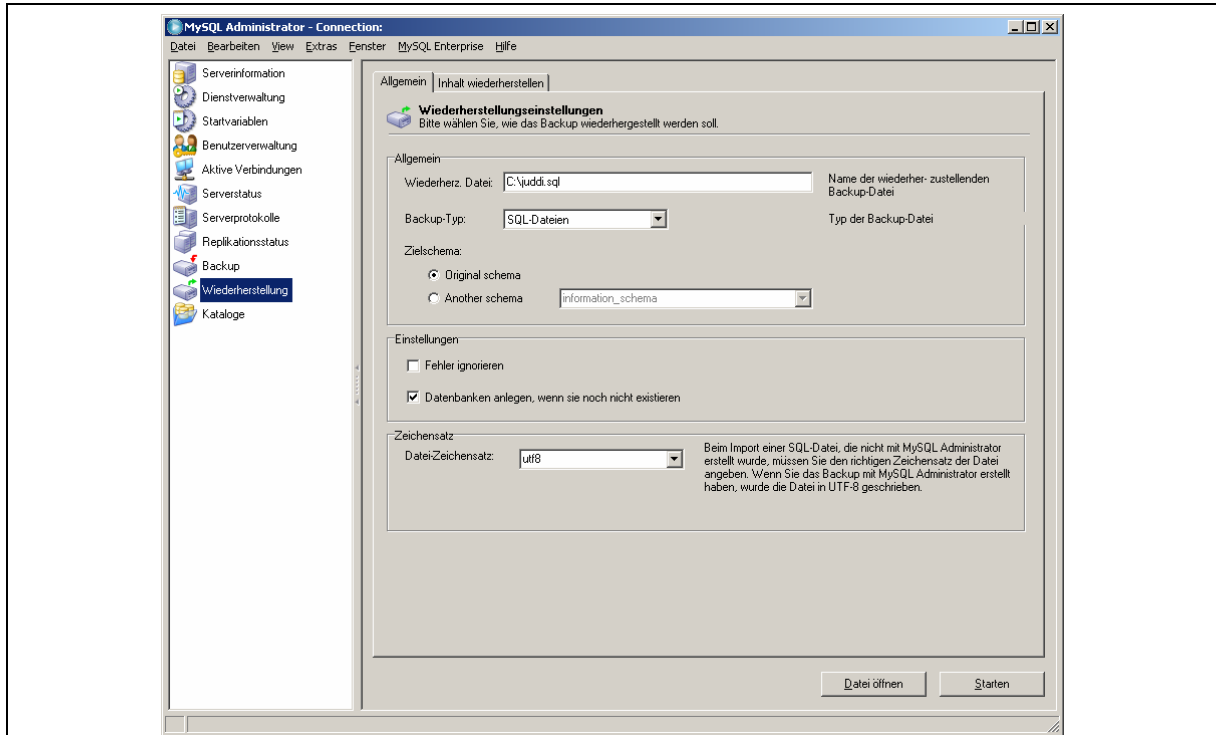 MySQL Administrator - Connection:
Datei Bearbeiten View Extras Fenster MySQL Enterprise Hilfe
Serverinformation
Dienstverwaltung
Startvariablen
Benutzerverwaltung
Aktive Verbindungen
Serverstatus
Serverprotokolle
Replikationsstatus
Backup
Wiederherstellung
Kataloge
Allgemein Inhalt wiederherstellen
Wiederherstellungseinstellungen
Bitte wählen Sie, wie das Backup wiederhergestellt werden soll.
Allgemein
Wiederherz. Datei: C:\juddi.sql
Name der wiederher- zustellenden
Backup-Datei
Backup-Typ: SQL-Dateien
Typ der Backup-Datei
Zielschema:
Original schema
Another schema information_schema
Einstellungen
Fehler ignorieren
Datenbanken anlegen, wenn sie noch nicht existieren
Zeichensatz
Datei-Zeichensatz: utf8
Beim Import einer SQL-Datei, die nicht mit MySQL Administrator
erstellt wurde, müssen Sie den richtigen Zeichensatz der Datei
angeben. Wenn Sie das Backup mit MySQL Administrator erstellt
haben, wurde die Datei in UTF-8 geschrieben.
Datei öffnen Starten